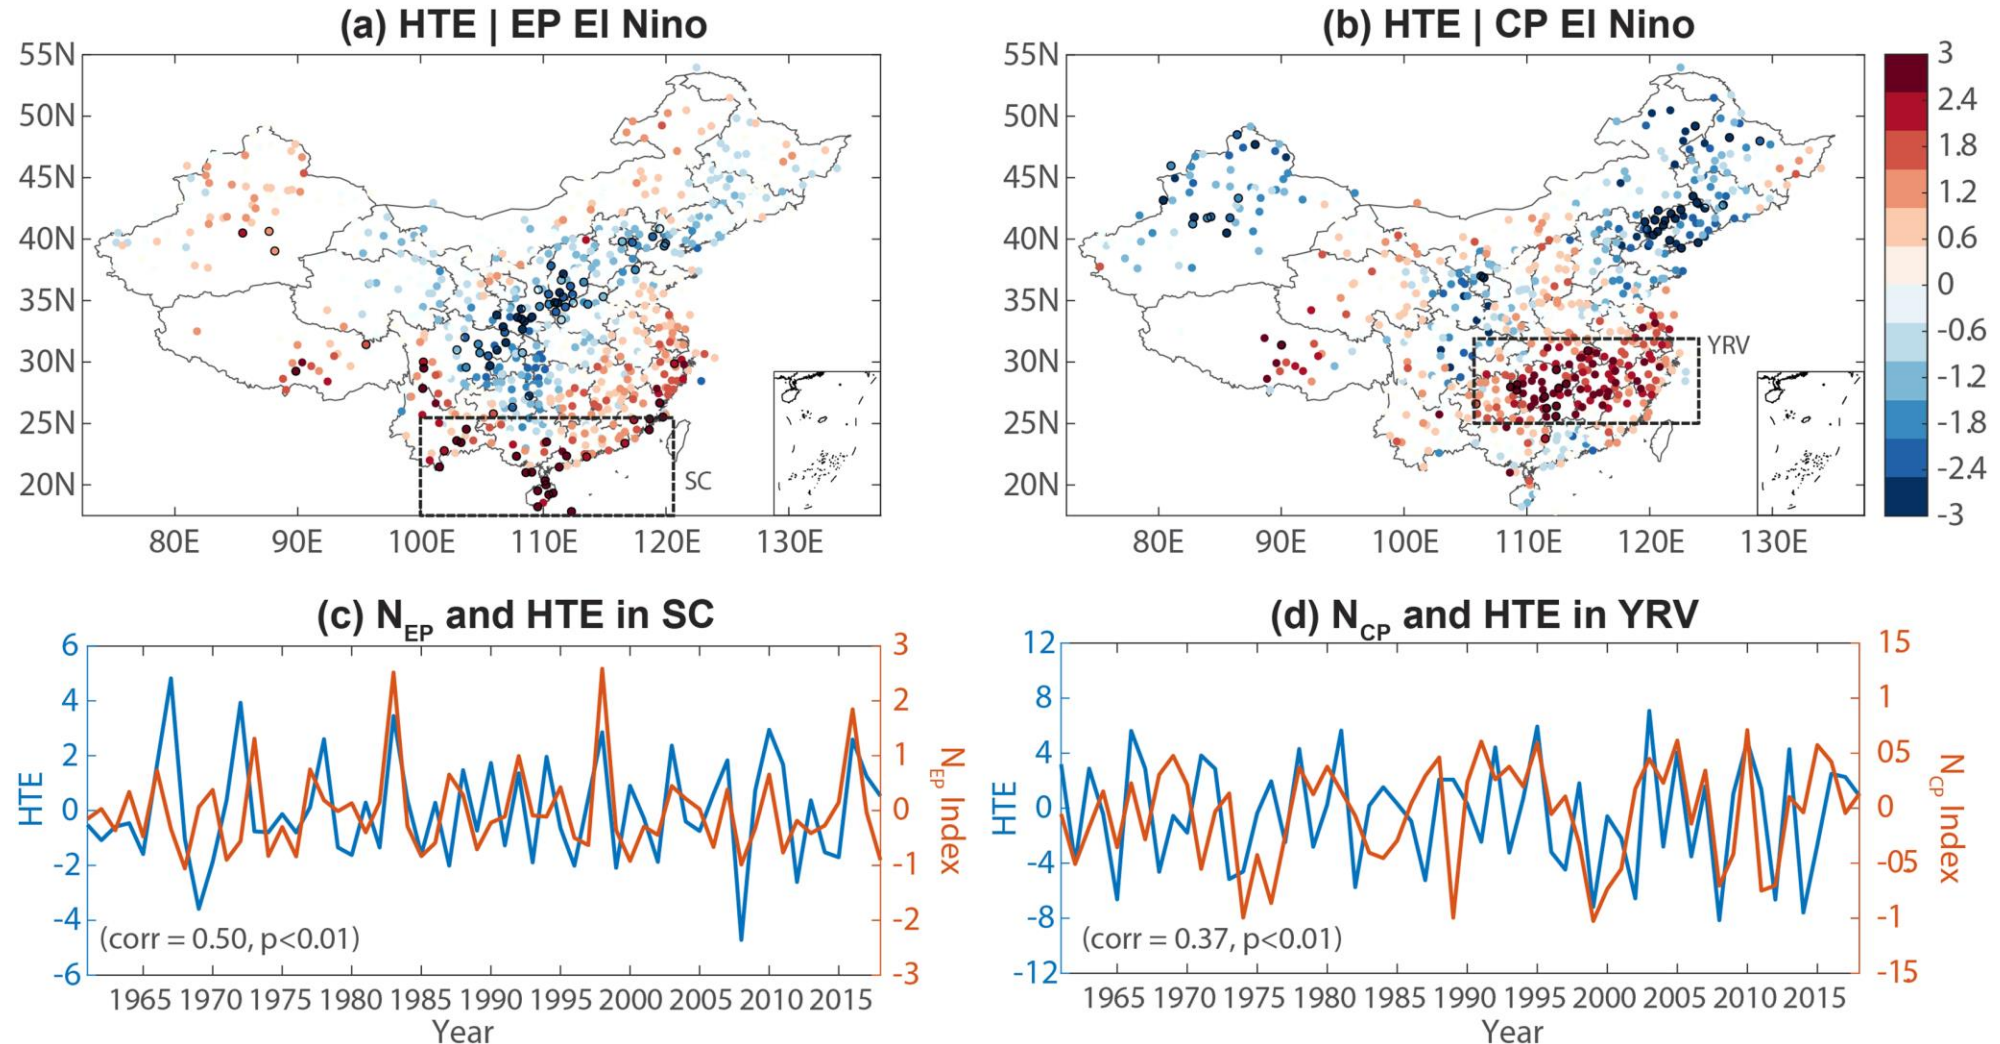 (a) HTE | EP El Nino
55N
50N
45N
40N
35N
30N
25N
20N
SC
80E 90E 100E 110E 120E 130E
(b) HTE | CP El Nino
55N
50N
45N
40N
35N
30N
25N
20N
YRV
80E 90E 100E 110E 120E 130E
3
2.4
1.8
1.2
0.6
0
-0.6
-1.2
-1.8
-2.4
-3
(c) N_EP and HTE in SC
6
4
2
0
-2
-4
-6
HTE
3
2
1
0
-1
-2
-3
N_EP Index
(corr = 0.50, p<0.01)
1965 1970 1975 1980 1985 1990 1995 2000 2005 2010 2015
Year
(d) N_CP and HTE in YRV
12
8
4
0
-4
-8
-12
HTE
15
1
05
0
-05
-1
-15
N_CP Index
(corr = 0.37, p<0.01)
1965 1970 1975 1980 1985 1990 1995 2000 2005 2010 2015
Year